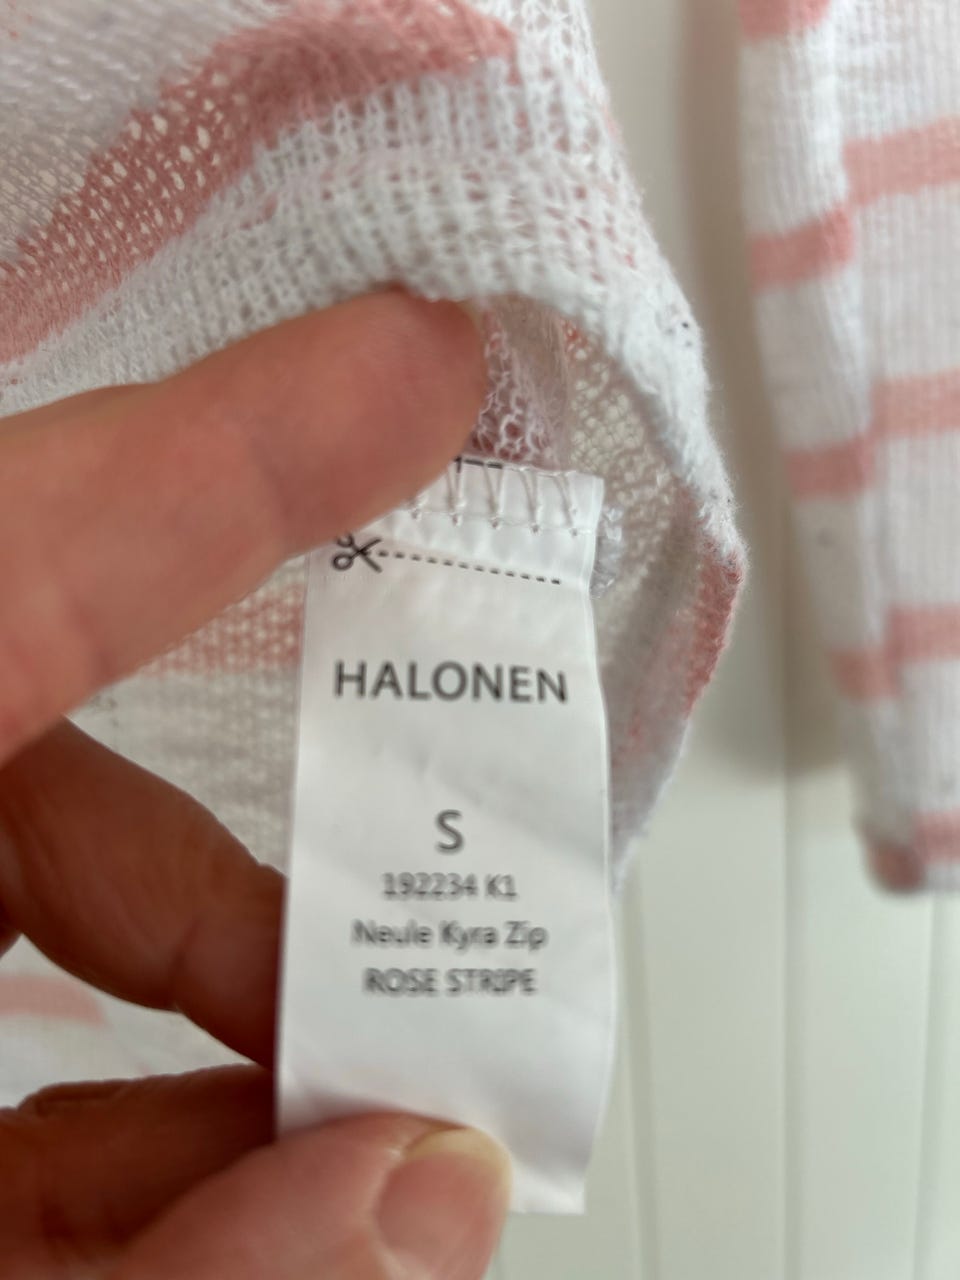 HALONEN
S
192234 K1
Neule Kyra Zip
ROSE STRIPE